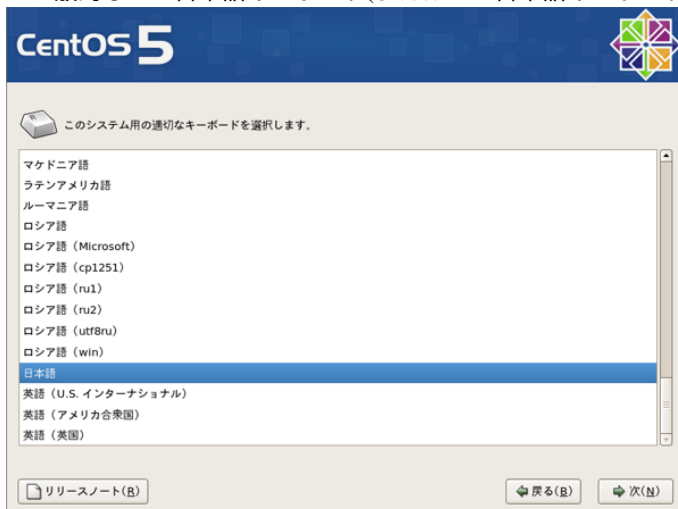 CentOS 5
このシステム用の適切なキーボードを選択します。
マケドニア語
ラテンアメリカ語
ルーマニア語
ロシア語
ロシア語（Microsoft）
ロシア語（cp1251）
ロシア語（ru1）
ロシア語（ru2）
ロシア語（utf8ru）
ロシア語（win）
日本語
英語（U.S. インターナショナル）
英語（アメリカ合衆国）
英語（英国）
リリースノート(R)
戻る(B)
次(N)